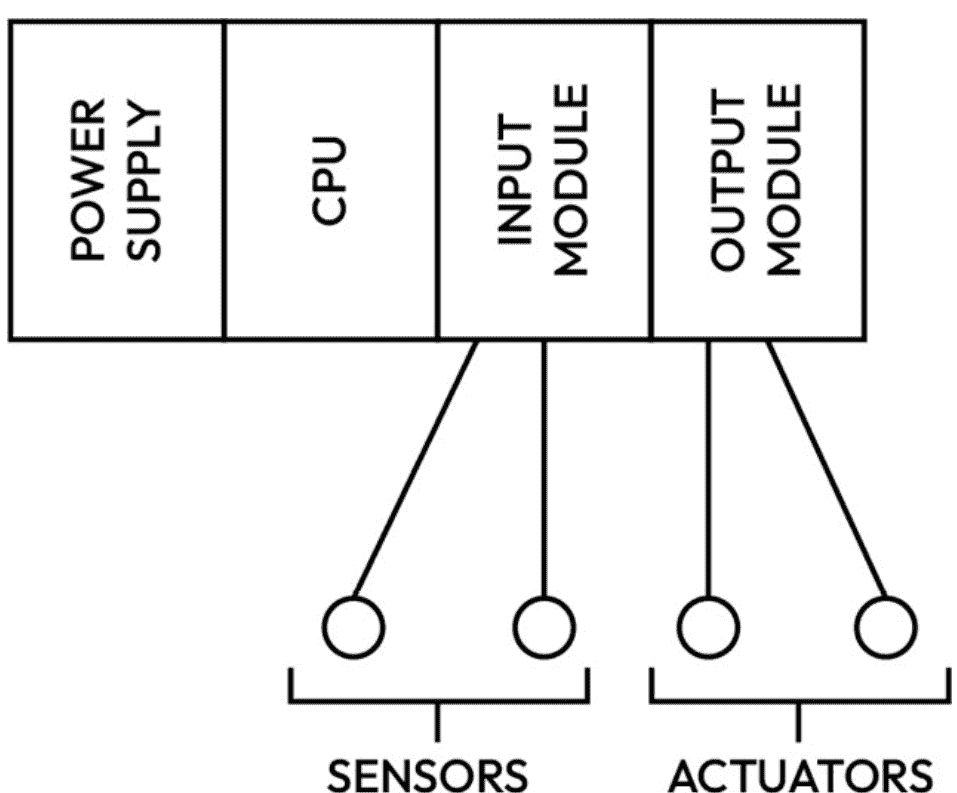 POWER
SUPPLY
CPU
INPUT
MODULE
OUTPUT
MODULE
SENSORS
ACTUATORS